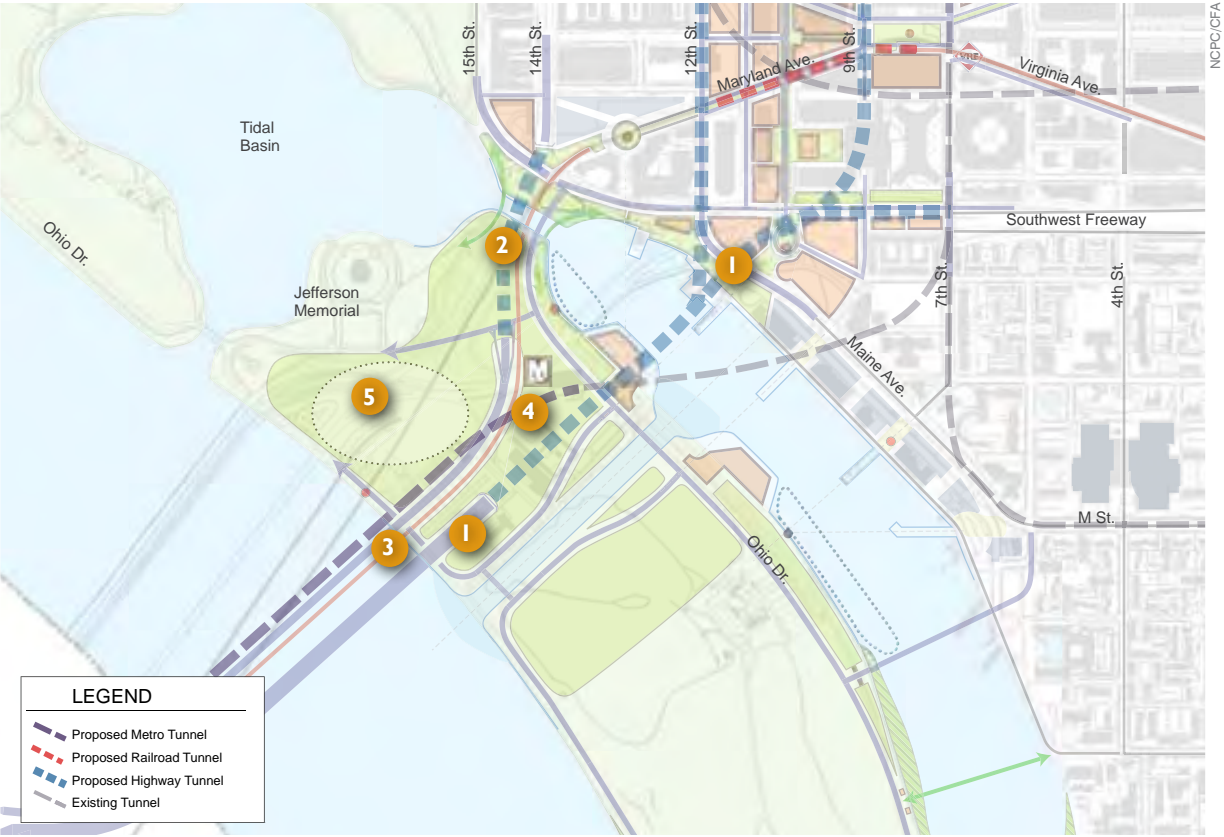 NCPC/CFA
15th St.
14th St.
12th St.
9th St.
Maryland Ave.
VRE
Virginia Ave.
Tidal
Basin
Ohio Dr.
Southwest Freeway
2
1
7th St.
4th St.
Jefferson
Memorial
Maine Ave.
M
5
4
M St.
1
3
Ohio Dr.
LEGEND
Proposed Metro Tunnel
Proposed Railroad Tunnel
Proposed Highway Tunnel
Existing Tunnel